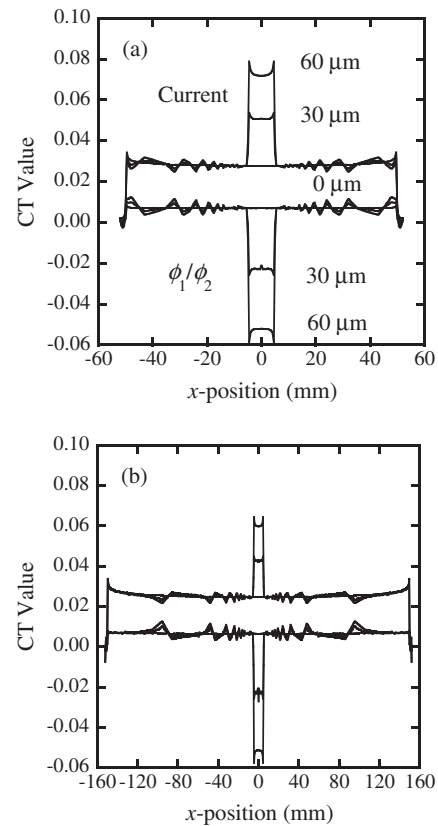 0.10
(a)
60 μm
0.08
Current
0.06
30 μm
0.04
CT Value
0.02
0 μm
0.00
-0.02
ϕ1/ϕ2
30 μm
-0.04
60 μm
-0.06
-60 -40 -20 0 20 40 60
x-position (mm)
0.10
(b)
0.08
0.06
0.04
CT Value
0.02
0.00
-0.02
-0.04
-0.06
-160 -120 -80 -40 0 40 80 120 160
x-position (mm)